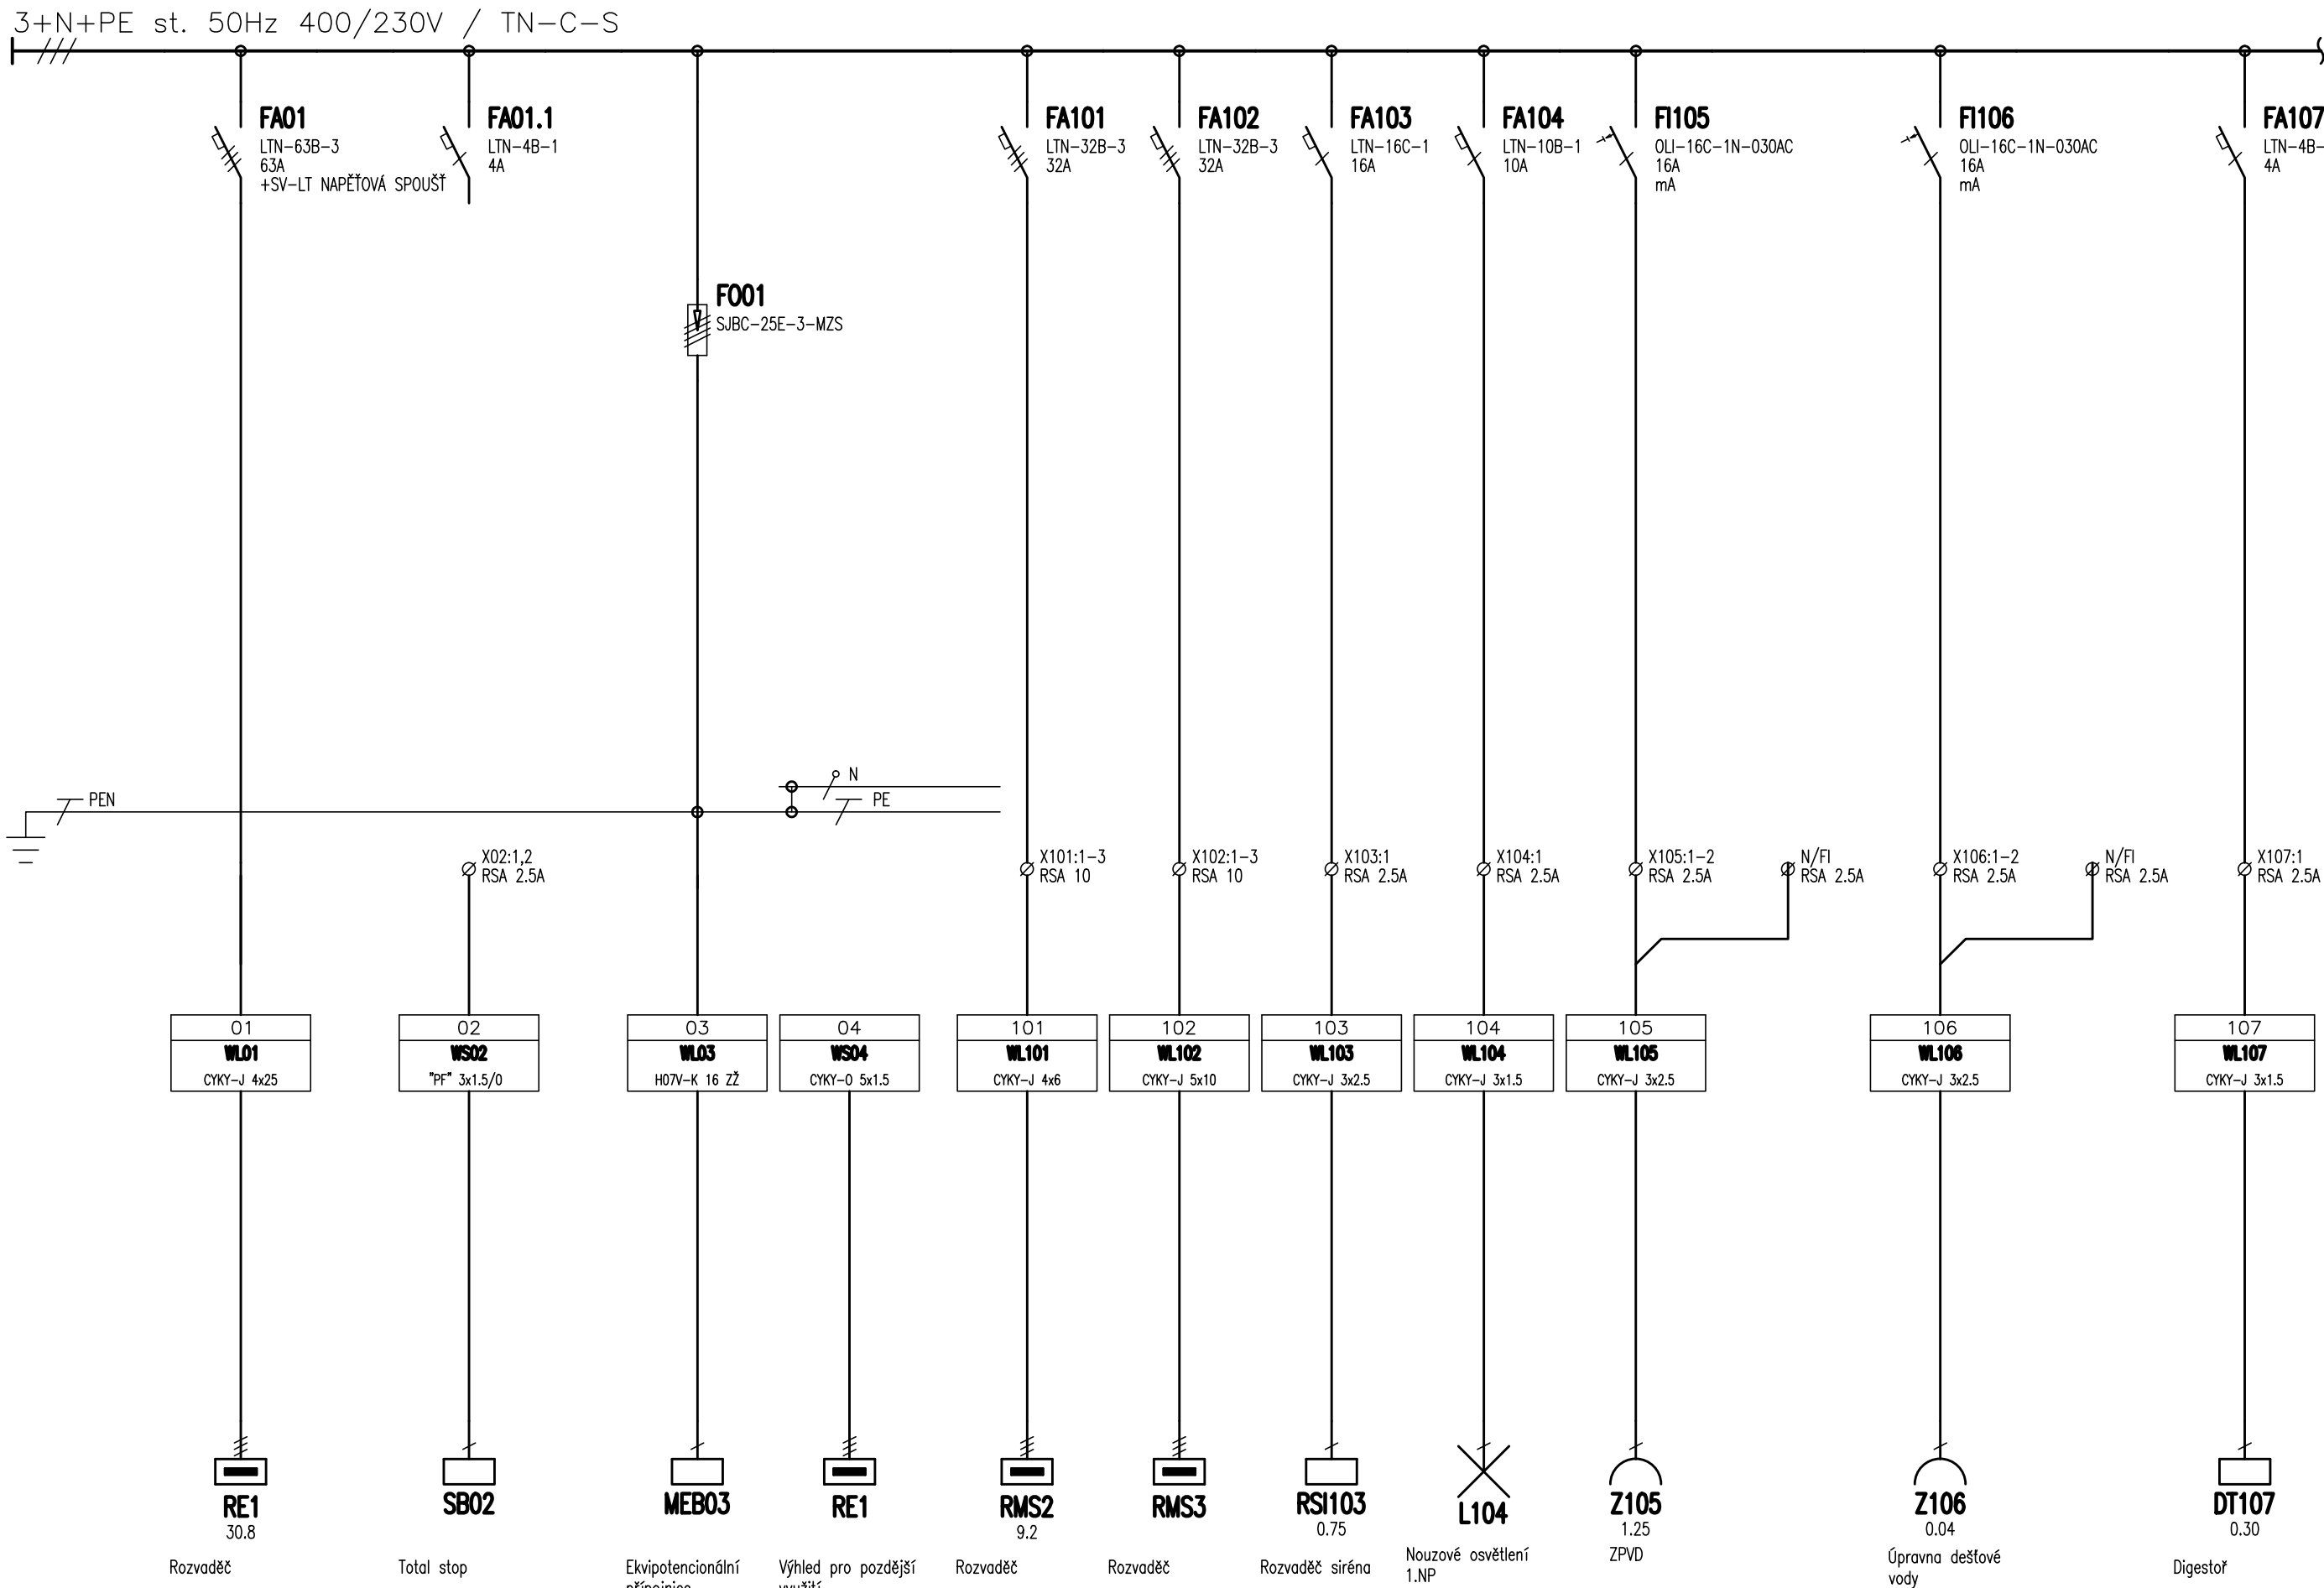 3+N+PE st. 50Hz 400/230V / TN-C-S
FA01
LTN-63B-3
63A
+SV-LT NAPĚŤOVÁ SPOUŠŤ
FA01.1
LTN-4B-1
4A
FO01
SJBC-25E-3-MZS
FA101
LTN-32B-3
32A
FA102
LTN-32B-3
32A
FA103
LTN-16C-1
16A
FA104
LTN-10B-1
10A
FI105
OLI-16C-1N-030AC
16A
mA
FI106
OLI-16C-1N-030AC
16A
mA
FA107
LTN-4B-
4A
N
PEN
PE
X02:1,2
RSA 2.5A
X101:1-3
RSA 10
X102:1-3
RSA 10
X103:1
RSA 2.5A
X104:1
RSA 2.5A
X105:1-2
RSA 2.5A
N/FI
RSA 2.5A
X106:1-2
RSA 2.5A
N/FI
RSA 2.5A
X107:1
RSA 2.5A
01
WL01
CYKY-J 4x25
02
WS02
"PF" 3x1.5/0
03
WL03
H07V-K 16 ZŽ
04
WS04
CYKY-O 5x1.5
101
WL101
CYKY-J 4x6
102
WL102
CYKY-J 5x10
103
WL103
CYKY-J 3x2.5
104
WL104
CYKY-J 3x1.5
105
WL105
CYKY-J 3x2.5
106
WL106
CYKY-J 3x2.5
107
WL107
CYKY-J 3x1.5
RE1
30.8
Rozvaděč
SB02
Total stop
MEB03
Ekvipotencionální
RE1
Výhled pro pozdější
RMS2
9.2
Rozvaděč
RMS3
Rozvaděč
RSI103
0.75
Rozvaděč siréna
L104
Nouzové osvětlení
1.NP
Z105
1.25
ZPVD
Z106
0.04
Úpravna dešťové
vody
DT107
0.30
Digestoř